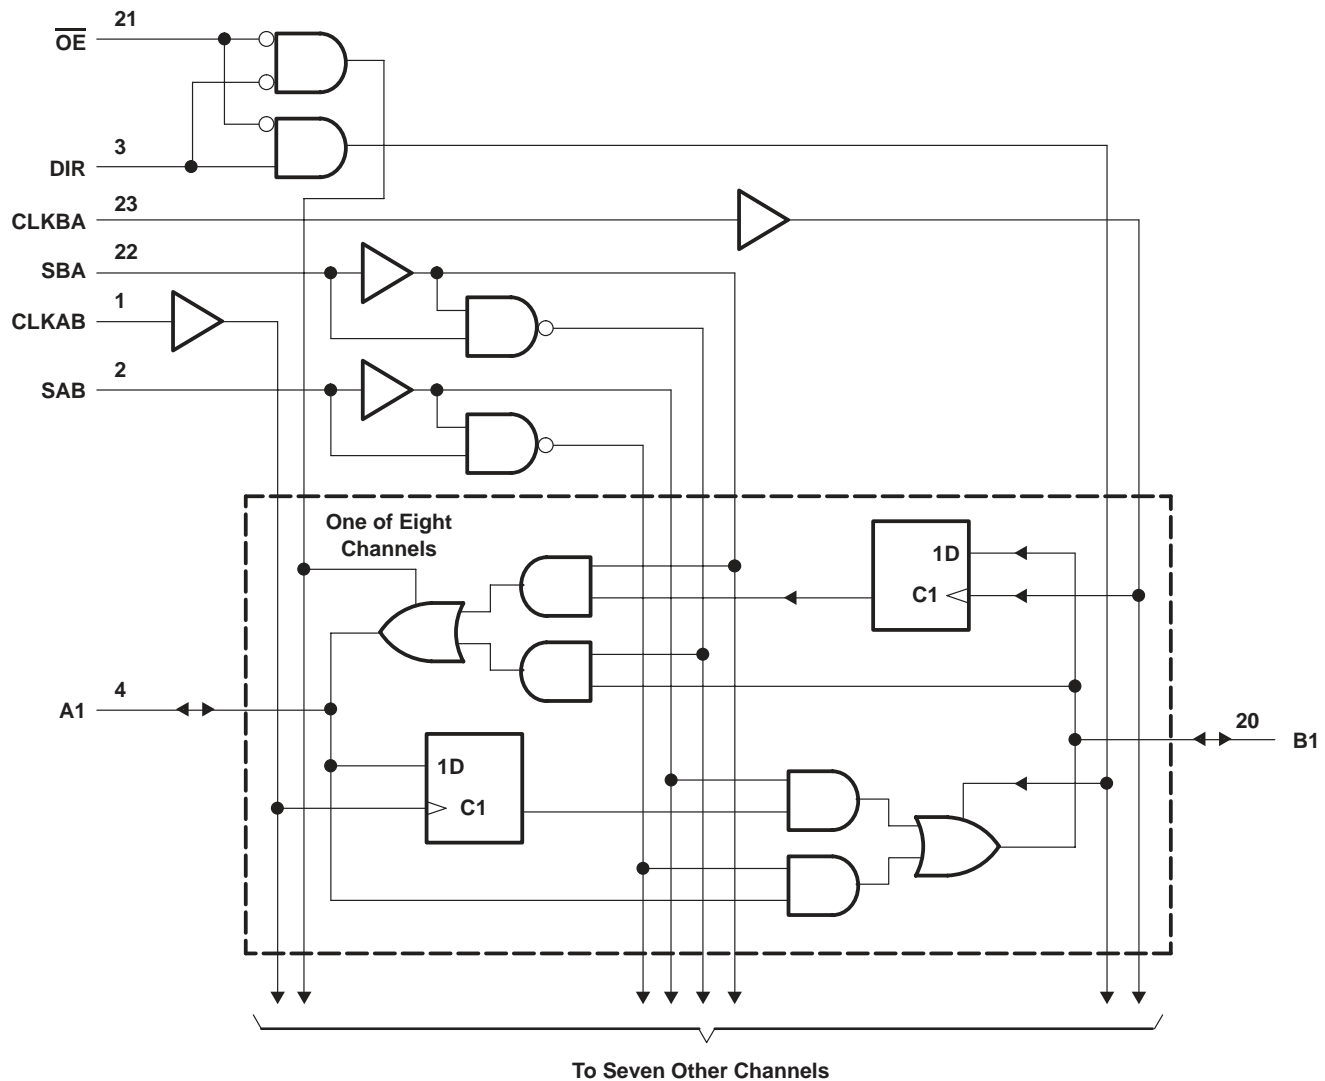 21
OE
3
DIR
23
CLKBA
22
SBA
1
CLKAB
2
SAB
One of Eight
Channels
1D
C1
4
A1
20
B1
1D
C1
To Seven Other Channels